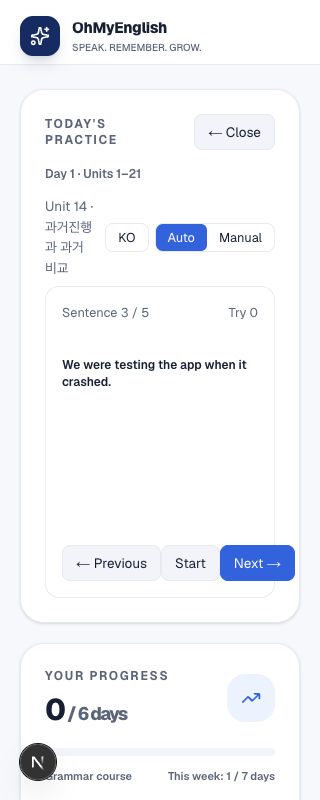 OhMyEnglish
SPEAK. REMEMBER. GROW.
TODAY'S
PRACTICE
← Close
Day 1 · Units 1–21
Unit 14 ·
과거진행
과 과거
비교
KO
Auto
Manual
Sentence 3 / 5
Try 0
We were testing the app when it
crashed.
← Previous
Start
Next →
YOUR PROGRESS
0 / 6 days
N
Grammar course
This week: 1 / 7 days